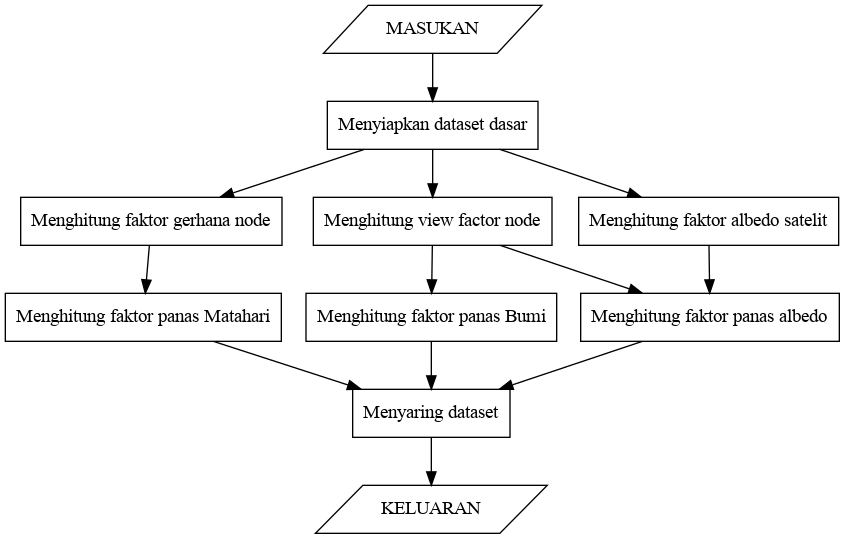 MASUKAN
Menyiapkan dataset dasar
Menghitung faktor gerhana node
Menghitung view factor node
Menghitung faktor albedo satelit
Menghitung faktor panas Matahari
Menghitung faktor panas Bumi
Menghitung faktor panas albedo
Menyaring dataset
KELUARAN